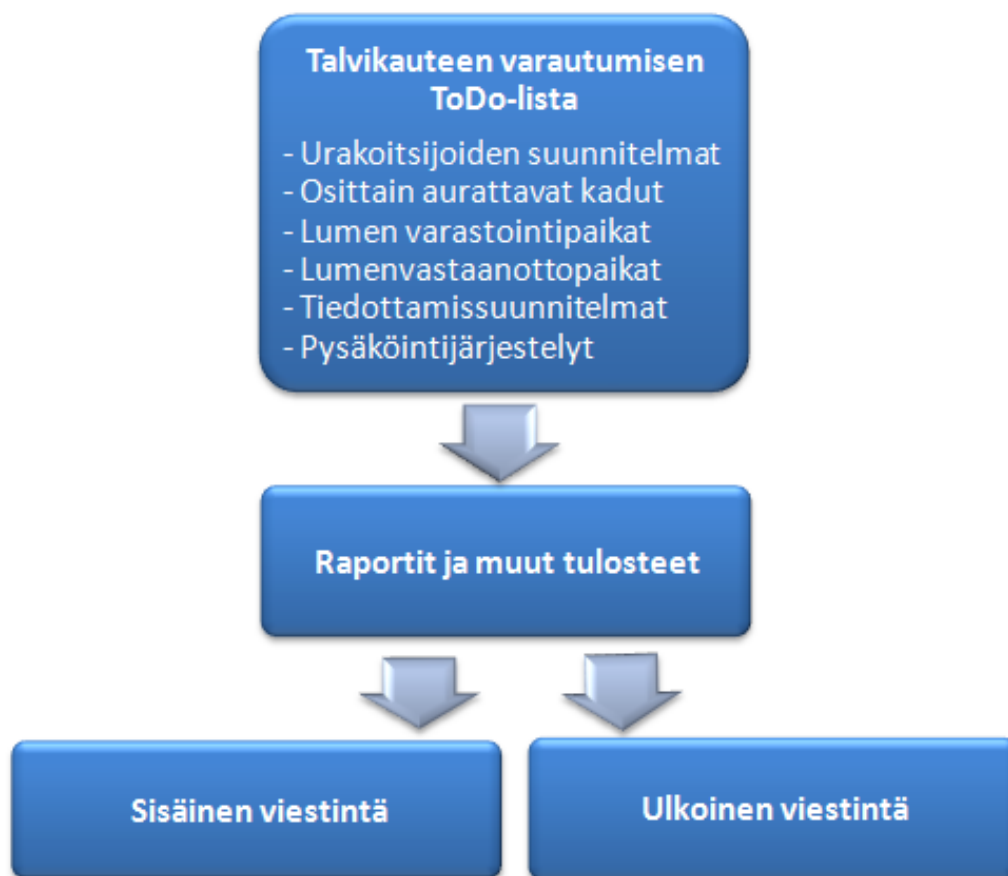 Talvikauteen varautumisen
ToDo-lista
- Urakoitsijoiden suunnitelmat
- Osittain aurattavat kadut
- Lumen varastointipaikat
- Lumenvastaanottopaikat
- Tiedottamissuunnitelmat
- Pysäköintijärjestelyt
Raportit ja muut tulosteet
Sisäinen viestintä
Ulkoinen viestintä